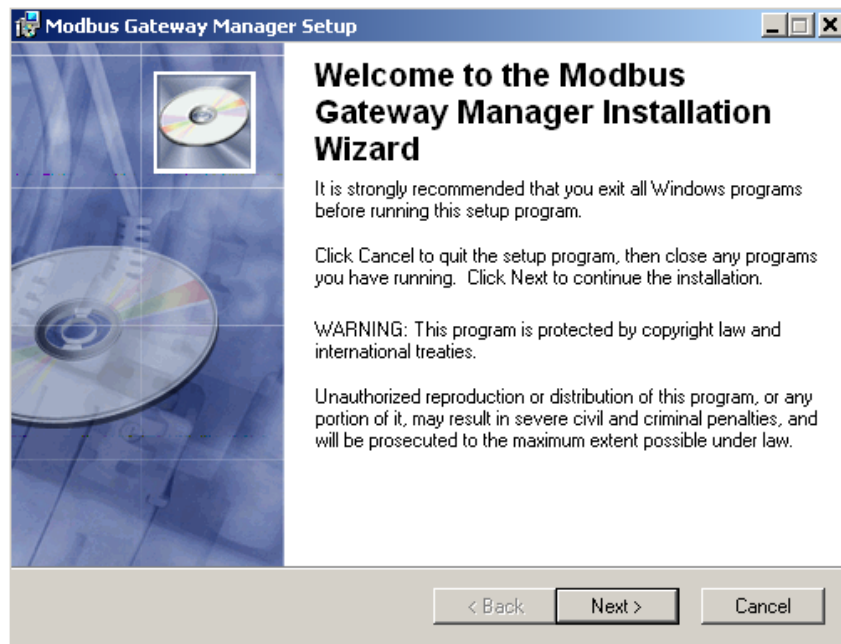 Modbus Gateway Manager Setup
Welcome to the Modbus
Gateway Manager Installation
Wizard
It is strongly recommended that you exit all Windows programs
before running this setup program.
Click Cancel to quit the setup program, then close any programs
you have running.  Click Next to continue the installation.
WARNING: This program is protected by copyright law and
international treaties.
Unauthorized reproduction or distribution of this program, or any
portion of it, may result in severe civil and criminal penalties, and
will be prosecuted to the maximum extent possible under law.
< Back
Next >
Cancel